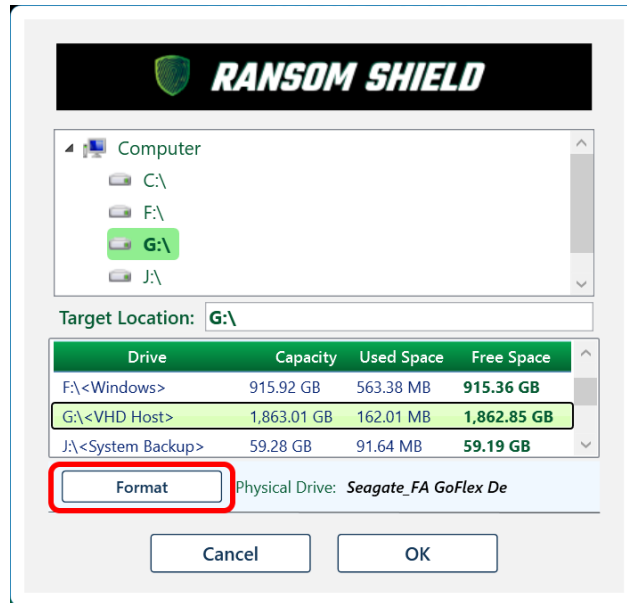 RANSOM SHIELD
Computer
C:\
F:\
G:\
J:\
Target Location: G:\
Drive Capacity Used Space Free Space
F:\<Windows> 915.92 GB 563.38 MB 915.36 GB
G:\<VHD Host> 1,863.01 GB 162.01 MB 1,862.85 GB
J:\<System Backup> 59.28 GB 91.64 MB 59.19 GB
Format Physical Drive: Seagate_FA GoFlex De
Cancel OK